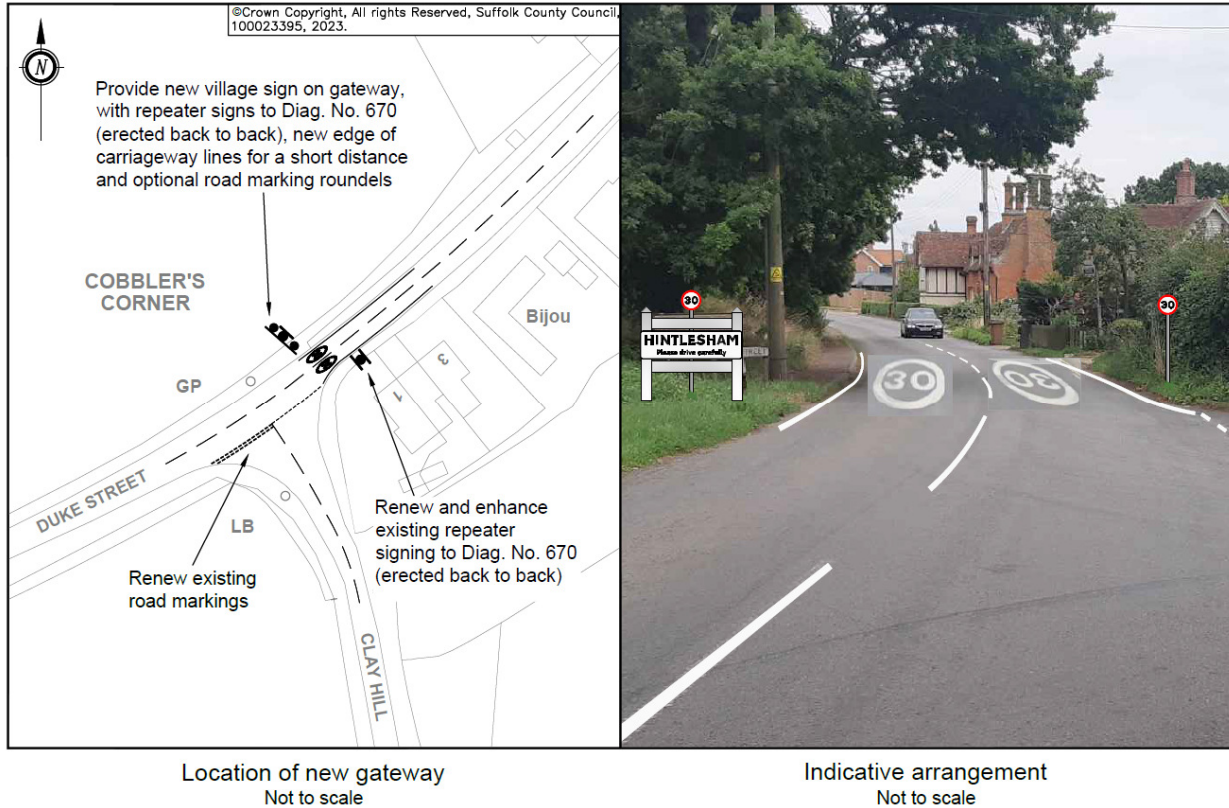 ©Crown Copyright, All rights Reserved, Suffolk County Council,
100023395, 2023.
N
Provide new village sign on gateway,
with repeater signs to Diag. No. 670
(erected back to back), new edge of
carriageway lines for a short distance
and optional road marking roundels
COBBLER'S
CORNER
Bijou
GP
3
1
DUKE STREET
LB
Renew existing
road markings
Renew and enhance
existing repeater
signing to Diag. No. 670
(erected back to back)
CLAY HILL
Location of new gateway
Not to scale
30
HINTLESHAM
Please drive carefully
STREET
30
30
30
Indicative arrangement
Not to scale